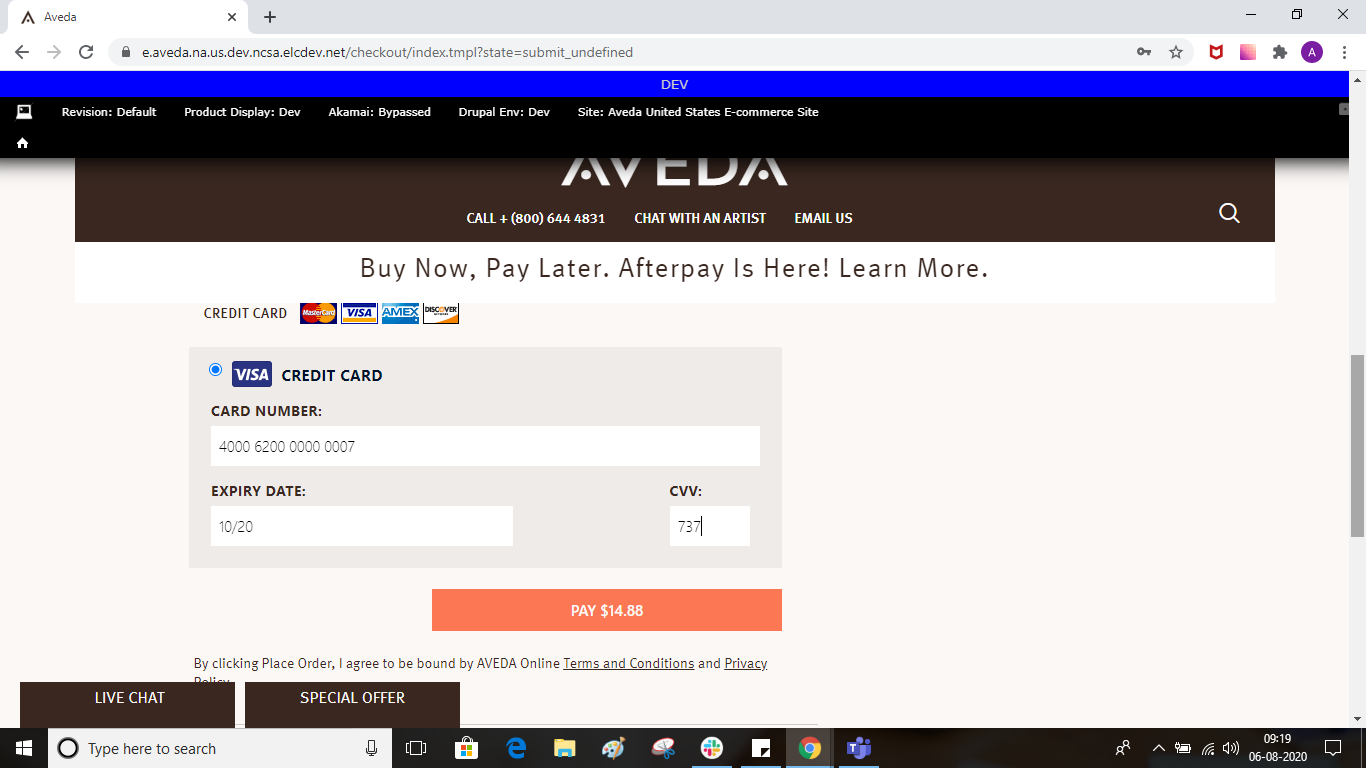 Aveda
e.aveda.na.us.dev.ncsa.elcdev.net/checkout/index.tmpl?state=submit_undefined
A
DEV
Revision: Default Product Display: Dev Akamai: Bypassed Drupal Env: Dev Site: Aveda United States E-commerce Site
AVEDA
CALL + (800) 644 4831 CHAT WITH AN ARTIST EMAIL US
Buy Now, Pay Later. Afterpay Is Here! Learn More.
CREDIT CARD MasterCard VISA AMEX DISCOVER
VISA CREDIT CARD
CARD NUMBER:
4000 6200 0000 0007
EXPIRY DATE: CVV:
10/20 737
PAY $14.88
By clicking Place Order, I agree to be bound by AVEDA Online Terms and Conditions and Privacy
Policy
LIVE CHAT SPECIAL OFFER
Type here to search
09:19
06-08-2020